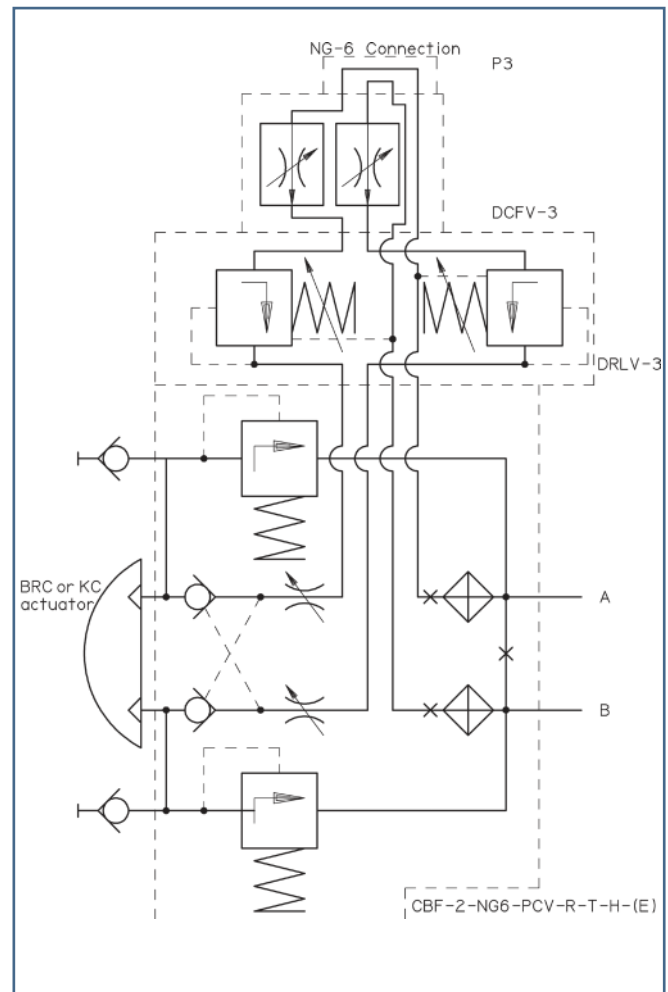 NG-6 Connection
P3
DCFV-3
DRLV-3
BRC or KC
actuator
A
B
CBF-2-NG6-PCV-R-T-H-(E)